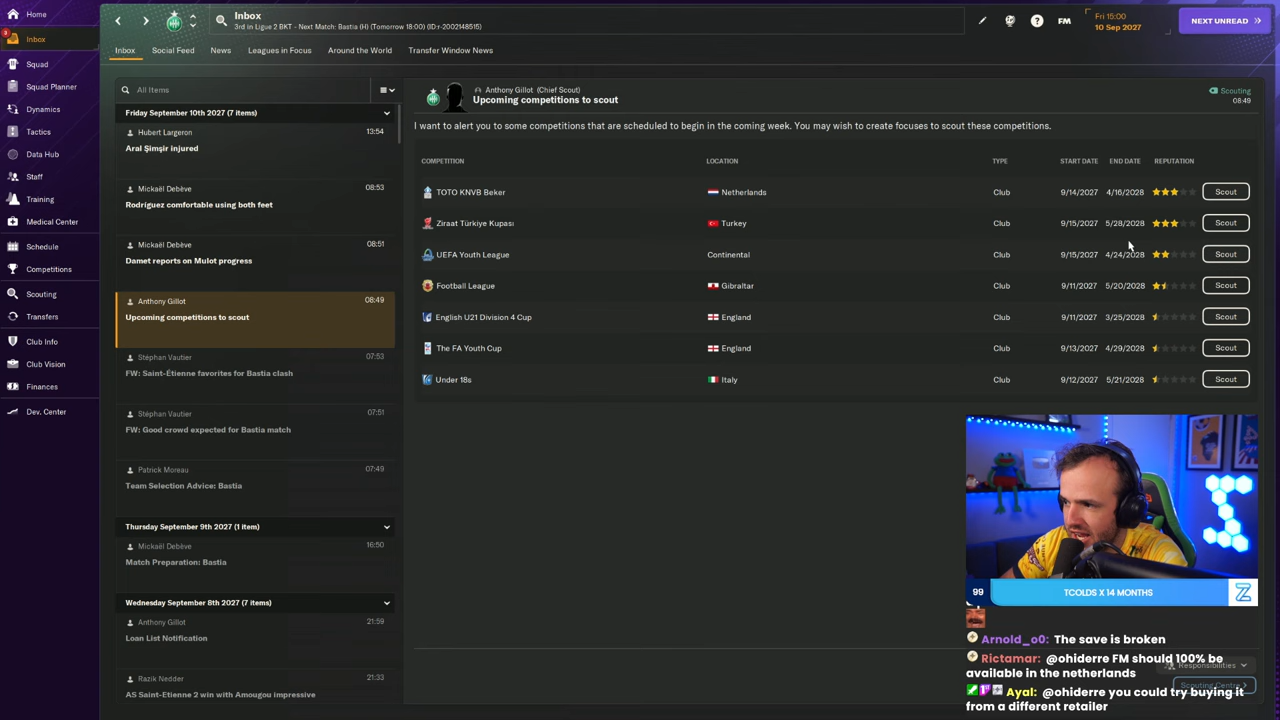 Home
Inbox
3
Squad
Squad Planner
Dynamics
Tactics
Data Hub
Staff
Training
Medical Center
Schedule
Competitions
Scouting
Transfers
Club Info
Club Vision
Finances
Dev. Center
Inbox
3rd in Ligue 2 BKT - Next Match: Bastia (H) (Tomorrow 18:00) (ID:r-2002148515)
FM
Fri 15:00
10 Sep 2027
NEXT UNREAD
Inbox Social Feed News Leagues in Focus Around the World Transfer Window News
All Items
Friday September 10th 2027 (7 items)
Hubert Largeron 13:54
Aral Şimşir injured
Mickaël Debève 08:53
Rodríguez comfortable using both feet
Mickaël Debève 08:51
Damet reports on Mulot progress
Anthony Gillot 08:49
Upcoming competitions to scout
Stéphan Vautier 07:53
FW: Saint-Étienne favorites for Bastia clash
Stéphan Vautier 07:51
FW: Good crowd expected for Bastia match
Patrick Moreau 07:49
Team Selection Advice: Bastia
Thursday September 9th 2027 (1 item)
Mickaël Debève 16:50
Match Preparation: Bastia
Wednesday September 8th 2027 (7 items)
Anthony Gillot 21:59
Loan List Notification
Razik Nedder 21:33
AS Saint-Etienne 2 win with Amougou impressive
Anthony Gillot (Chief Scout)
Upcoming competitions to scout
Scouting
08:49
I want to alert you to some competitions that are scheduled to begin in the coming week. You may wish to create focuses to scout these competitions.
COMPETITION LOCATION TYPE START DATE END DATE REPUTATION
TOTO KNVB Beker Netherlands Club 9/14/2027 4/16/2028 Scout
Ziraat Türkiye Kupasi Turkey Club 9/15/2027 5/28/2028 Scout
UEFA Youth League Continental Club 9/15/2027 4/24/2028 Scout
Football League Gibraltar Club 9/11/2027 5/20/2028 Scout
English U21 Division 4 Cup England Club 9/11/2027 3/25/2028 Scout
The FA Youth Cup England Club 9/13/2027 4/29/2028 Scout
Under 18s Italy Club 9/12/2027 5/21/2028 Scout
99 TCOLDS X 14 MONTHS
Arnold_o0: The save is broken
Rictamar: @ohiderre FM should 100% be
available in the netherlands
Ayal: @ohiderre you could try buying it
from a different retailer
Responsibilities
Scouting Centre